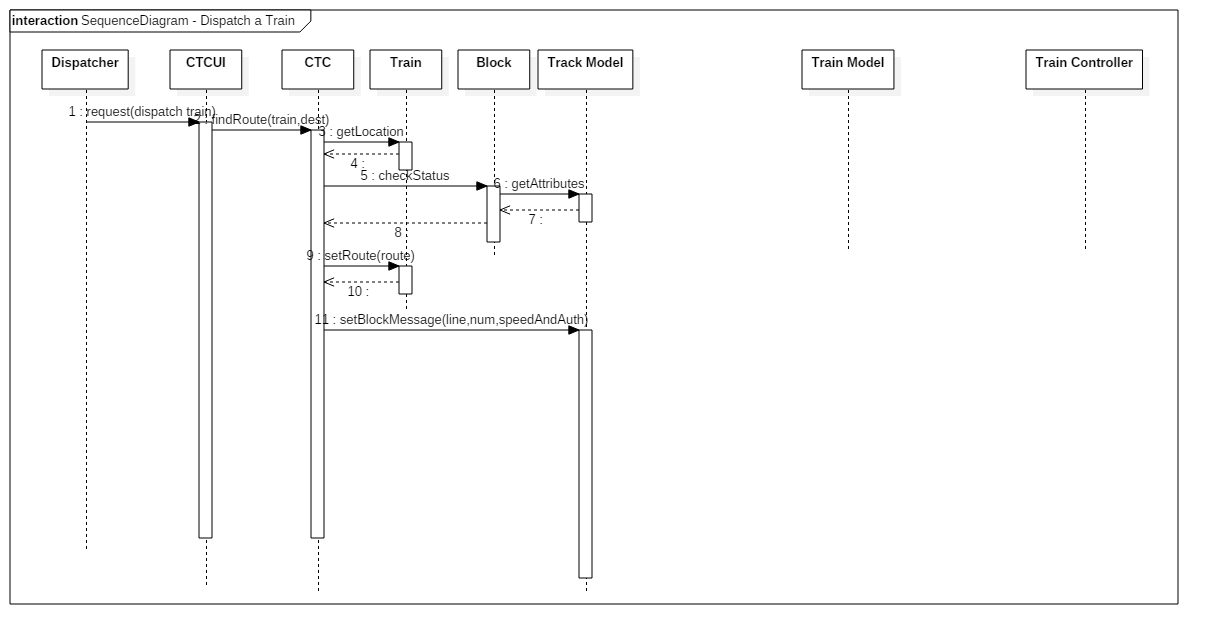 interaction SequenceDiagram - Dispatch a Train
Dispatcher
CTCUI
CTC
Train
Block
Track Model
Train Model
Train Controller
1 : request(dispatch train)
2 : findRoute(train,dest)
3 : getLocation
4 :
5 : checkStatus
6 : getAttributes
7 :
8 :
9 : setRoute(route)
10 :
11 : setBlockMessage(line,num,speedAndAuth)